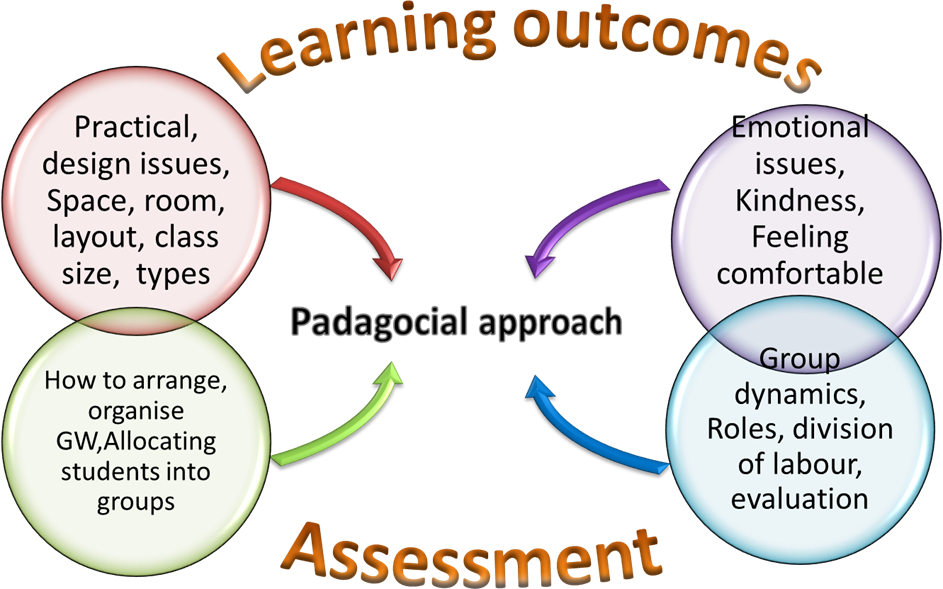 Learning outcomes
Practical,
design issues,
Space, room,
layout, class
size, types
Emotional
issues,
Kindness,
Feeling
comfortable
Padagocial approach
How to arrange,
organise
GW,Allocating
students into
groups
Group
dynamics,
Roles, division
of labour,
evaluation
Assessment